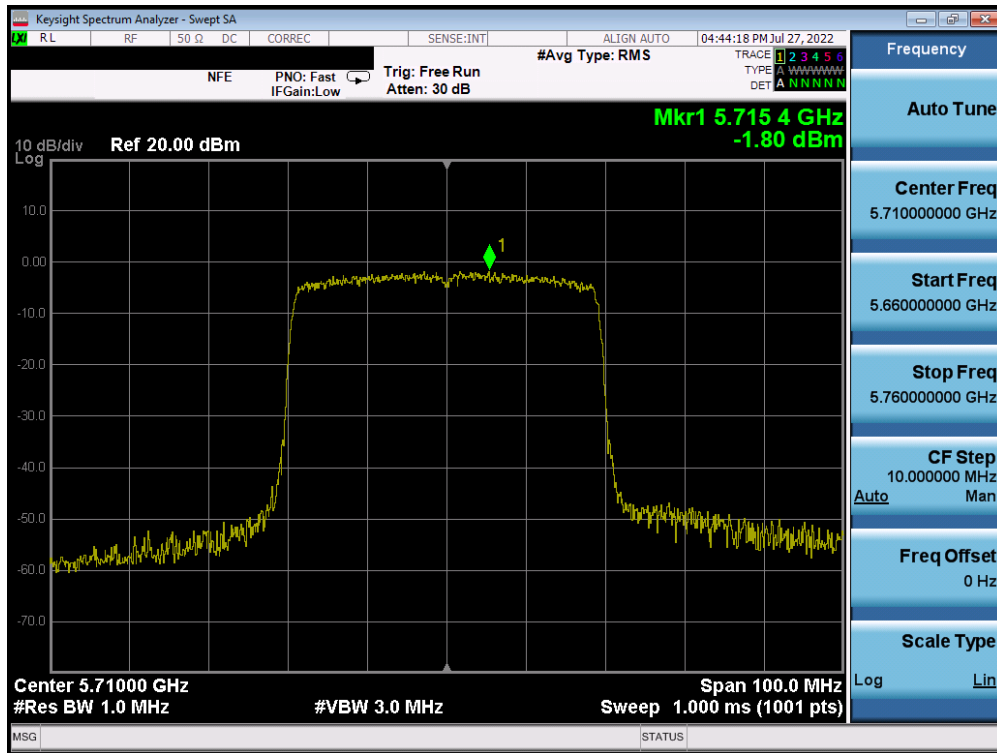 Keysight Spectrum Analyzer - Swept SA
LXI RL RF 50 Ω DC CORREC SENSE:INT ALIGN AUTO 04:44:18 PM Jul 27, 2022
#Avg Type: RMS
TRACE 1 2 3 4 5 6
NFE PNO: Fast Trig: Free Run TYPE A WWWWW
IFGain:Low Atten: 30 dB DET A N N N N N
Mkr1 5.715 4 GHz
-1.80 dBm
10 dB/div Ref 20.00 dBm
Log
10.0
1
0.00
-10.0
-20.0
-30.0
-40.0
-50.0
-60.0
-70.0
Center 5.71000 GHz Span 100.0 MHz
#Res BW 1.0 MHz #VBW 3.0 MHz Sweep 1.000 ms (1001 pts)
MSG STATUS
Frequency
Auto Tune
Center Freq
5.710000000 GHz
Start Freq
5.660000000 GHz
Stop Freq
5.760000000 GHz
CF Step
10.000000 MHz
Auto Man
Freq Offset
0 Hz
Scale Type
Log Lin